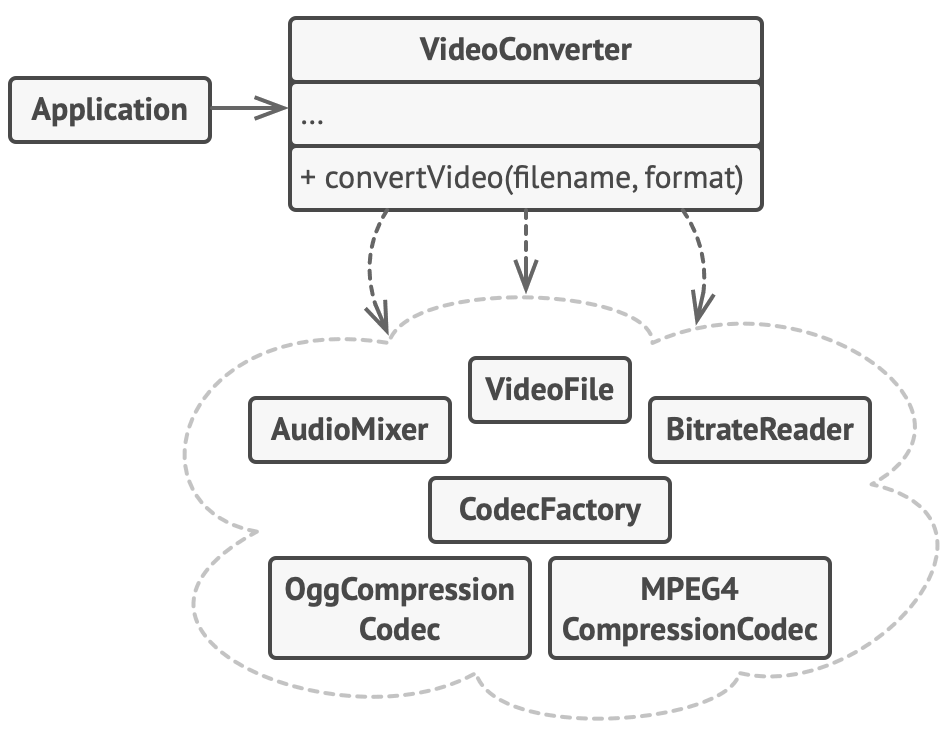 VideoConverter
Application
...
+ convertVideo(filename, format)
VideoFile
AudioMixer
BitrateReader
CodecFactory
OggCompression
Codec
MPEG4
CompressionCodec